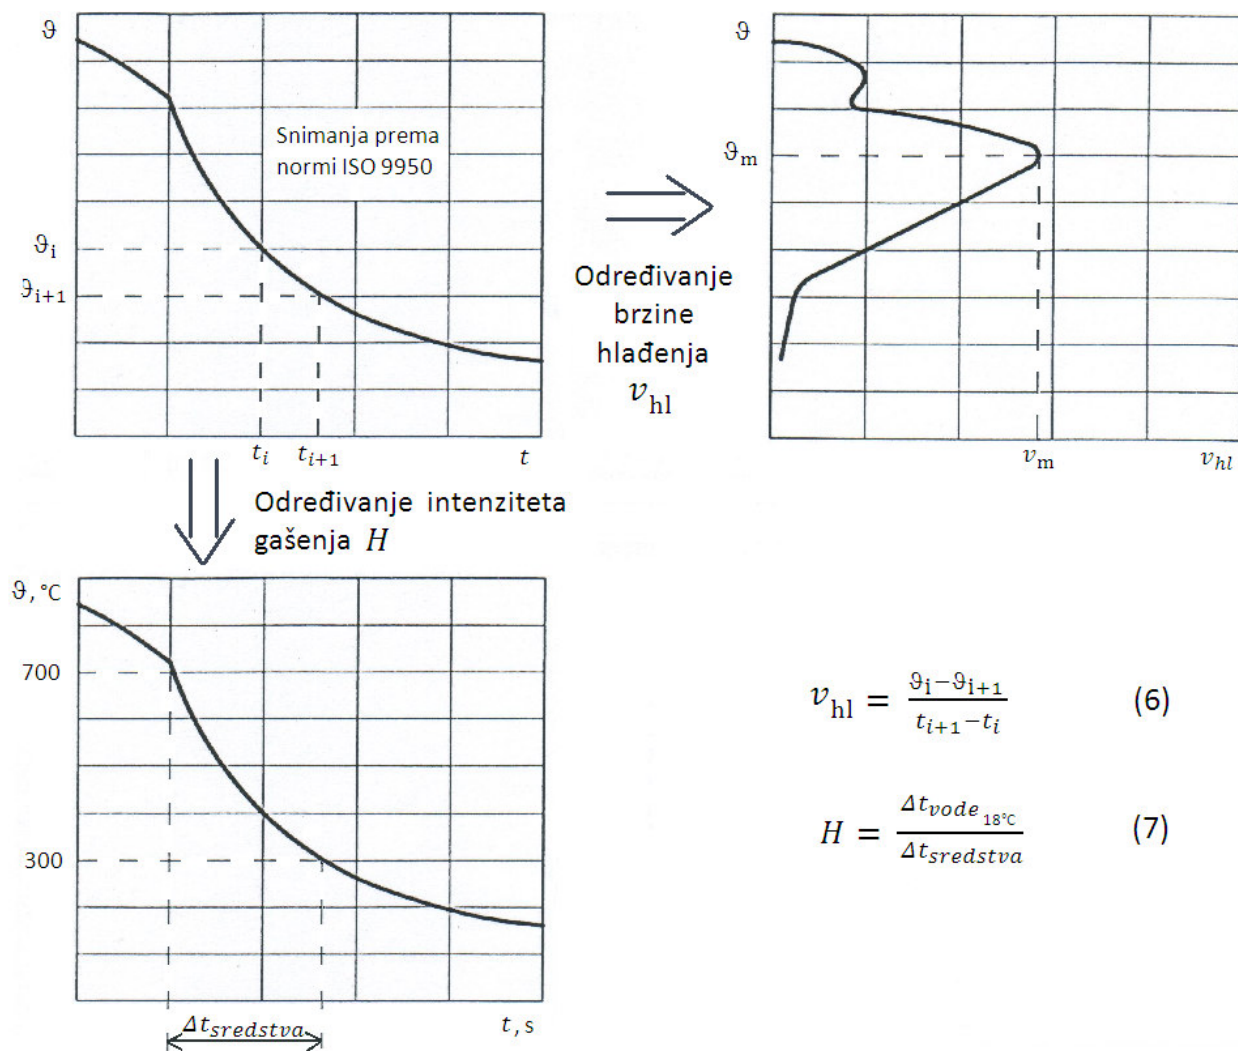 ϑ
Snimanja prema
normi ISO 9950
ϑi
ϑi+1
ti
ti+1
t
Određivanje
brzine
hlađenja
vhl
ϑ
ϑm
vm
vhl
Određivanje intenziteta
gašenja H
ϑ, °C
700
300
Δtsredstva
t, s
vhl = (ϑi−ϑi+1)/(ti+1−ti) (6)
H = Δtvode 18°C/Δtsredstva (7)